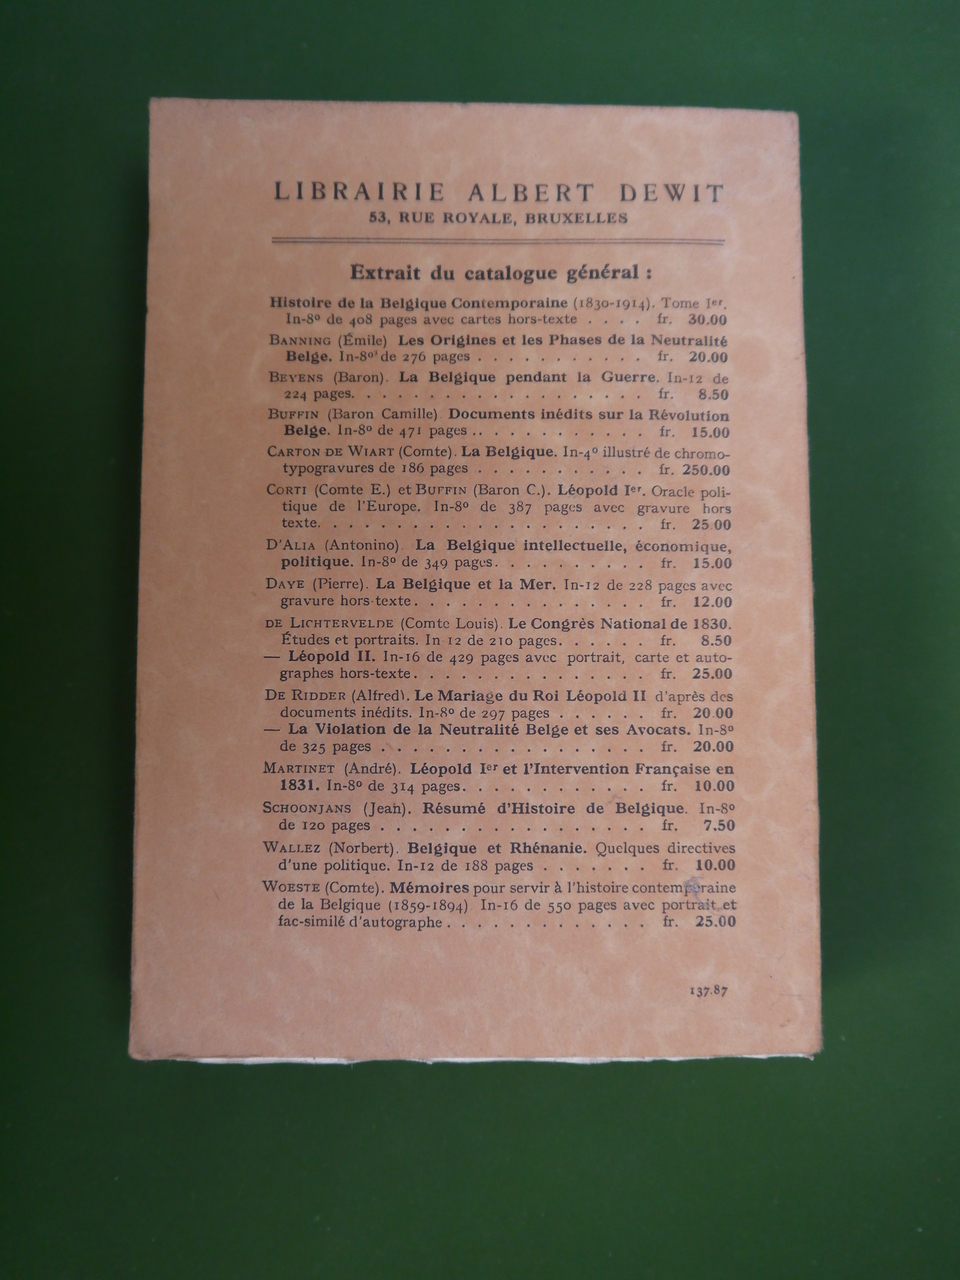 LIBRAIRIE ALBERT DEWIT
53, RUE ROYALE, BRUXELLES
Extrait du catalogue général :
Histoire de la Belgique Contemporaine (1830-1914). Tome Ier.
In-8º de 408 pages avec cartes hors-texte . . . . fr. 30.00
BANNING (Émile) Les Origines et les Phases de la Neutralité
Belge. In-8º de 276 pages . . . . . . . . . . . fr. 20.00
BEYENS (Baron). La Belgique pendant la Guerre. In-12 de
224 pages. . . . . . . . . . . . . . . . . . fr. 8.50
BUFFIN (Baron Camille) Documents inédits sur la Révolution
Belge. In-8º de 471 pages . . . . . . . . . . . . fr. 15.00
CARTON DE WIART (Comte). La Belgique. In-4º illustré de chromo-
typogravures de 186 pages . . . . . . . . . . . fr. 250.00
CORTI (Comte E.) et BUFFIN (Baron C.). Léopold Ier. Oracle poli-
tique de l'Europe. In-8º de 387 pages avec gravure hors
texte. . . . . . . . . . . . . . . . . . . . fr. 25 00
D'ALIA (Antonino). La Belgique intellectuelle, économique,
politique. In-8º de 349 pages. . . . . . . . . . fr. 15.00
DAYE (Pierre). La Belgique et la Mer. In-12 de 228 pages avec
gravure hors-texte. . . . . . . . . . . . . . . fr. 12.00
DE LICHTERVELDE (Comte Louis). Le Congrès National de 1830.
Études et portraits. In 12 de 210 pages. . . . . . fr. 8.50
— Léopold II. In-16 de 429 pages avec portrait, carte et auto-
graphes hors-texte. . . . . . . . . . . . . . . fr. 25.00
DE RIDDER (Alfred). Le Mariage du Roi Léopold II d'après des
documents inédits. In-8º de 297 pages . . . . . . fr. 20 00
— La Violation de la Neutralité Belge et ses Avocats. In-8º
de 325 pages . . . . . . . . . . . . . . . . . fr. 20.00
MARTINET (André). Léopold Ier et l'Intervention Française en
1831. In-8º de 314 pages. . . . . . . . . . . . fr. 10.00
SCHOONJANS (Jean). Résumé d'Histoire de Belgique. In-8º
de 120 pages . . . . . . . . . . . . . . . . . fr. 7.50
WALLEZ (Norbert). Belgique et Rhénanie. Quelques directives
d'une politique. In-12 de 188 pages . . . . . . . fr. 10.00
WOESTE (Comte). Mémoires pour servir à l'histoire contemporaine
de la Belgique (1859-1894) In-16 de 550 pages avec portrait et
fac-similé d'autographe . . . . . . . . . . . . . fr. 25.00
137.87